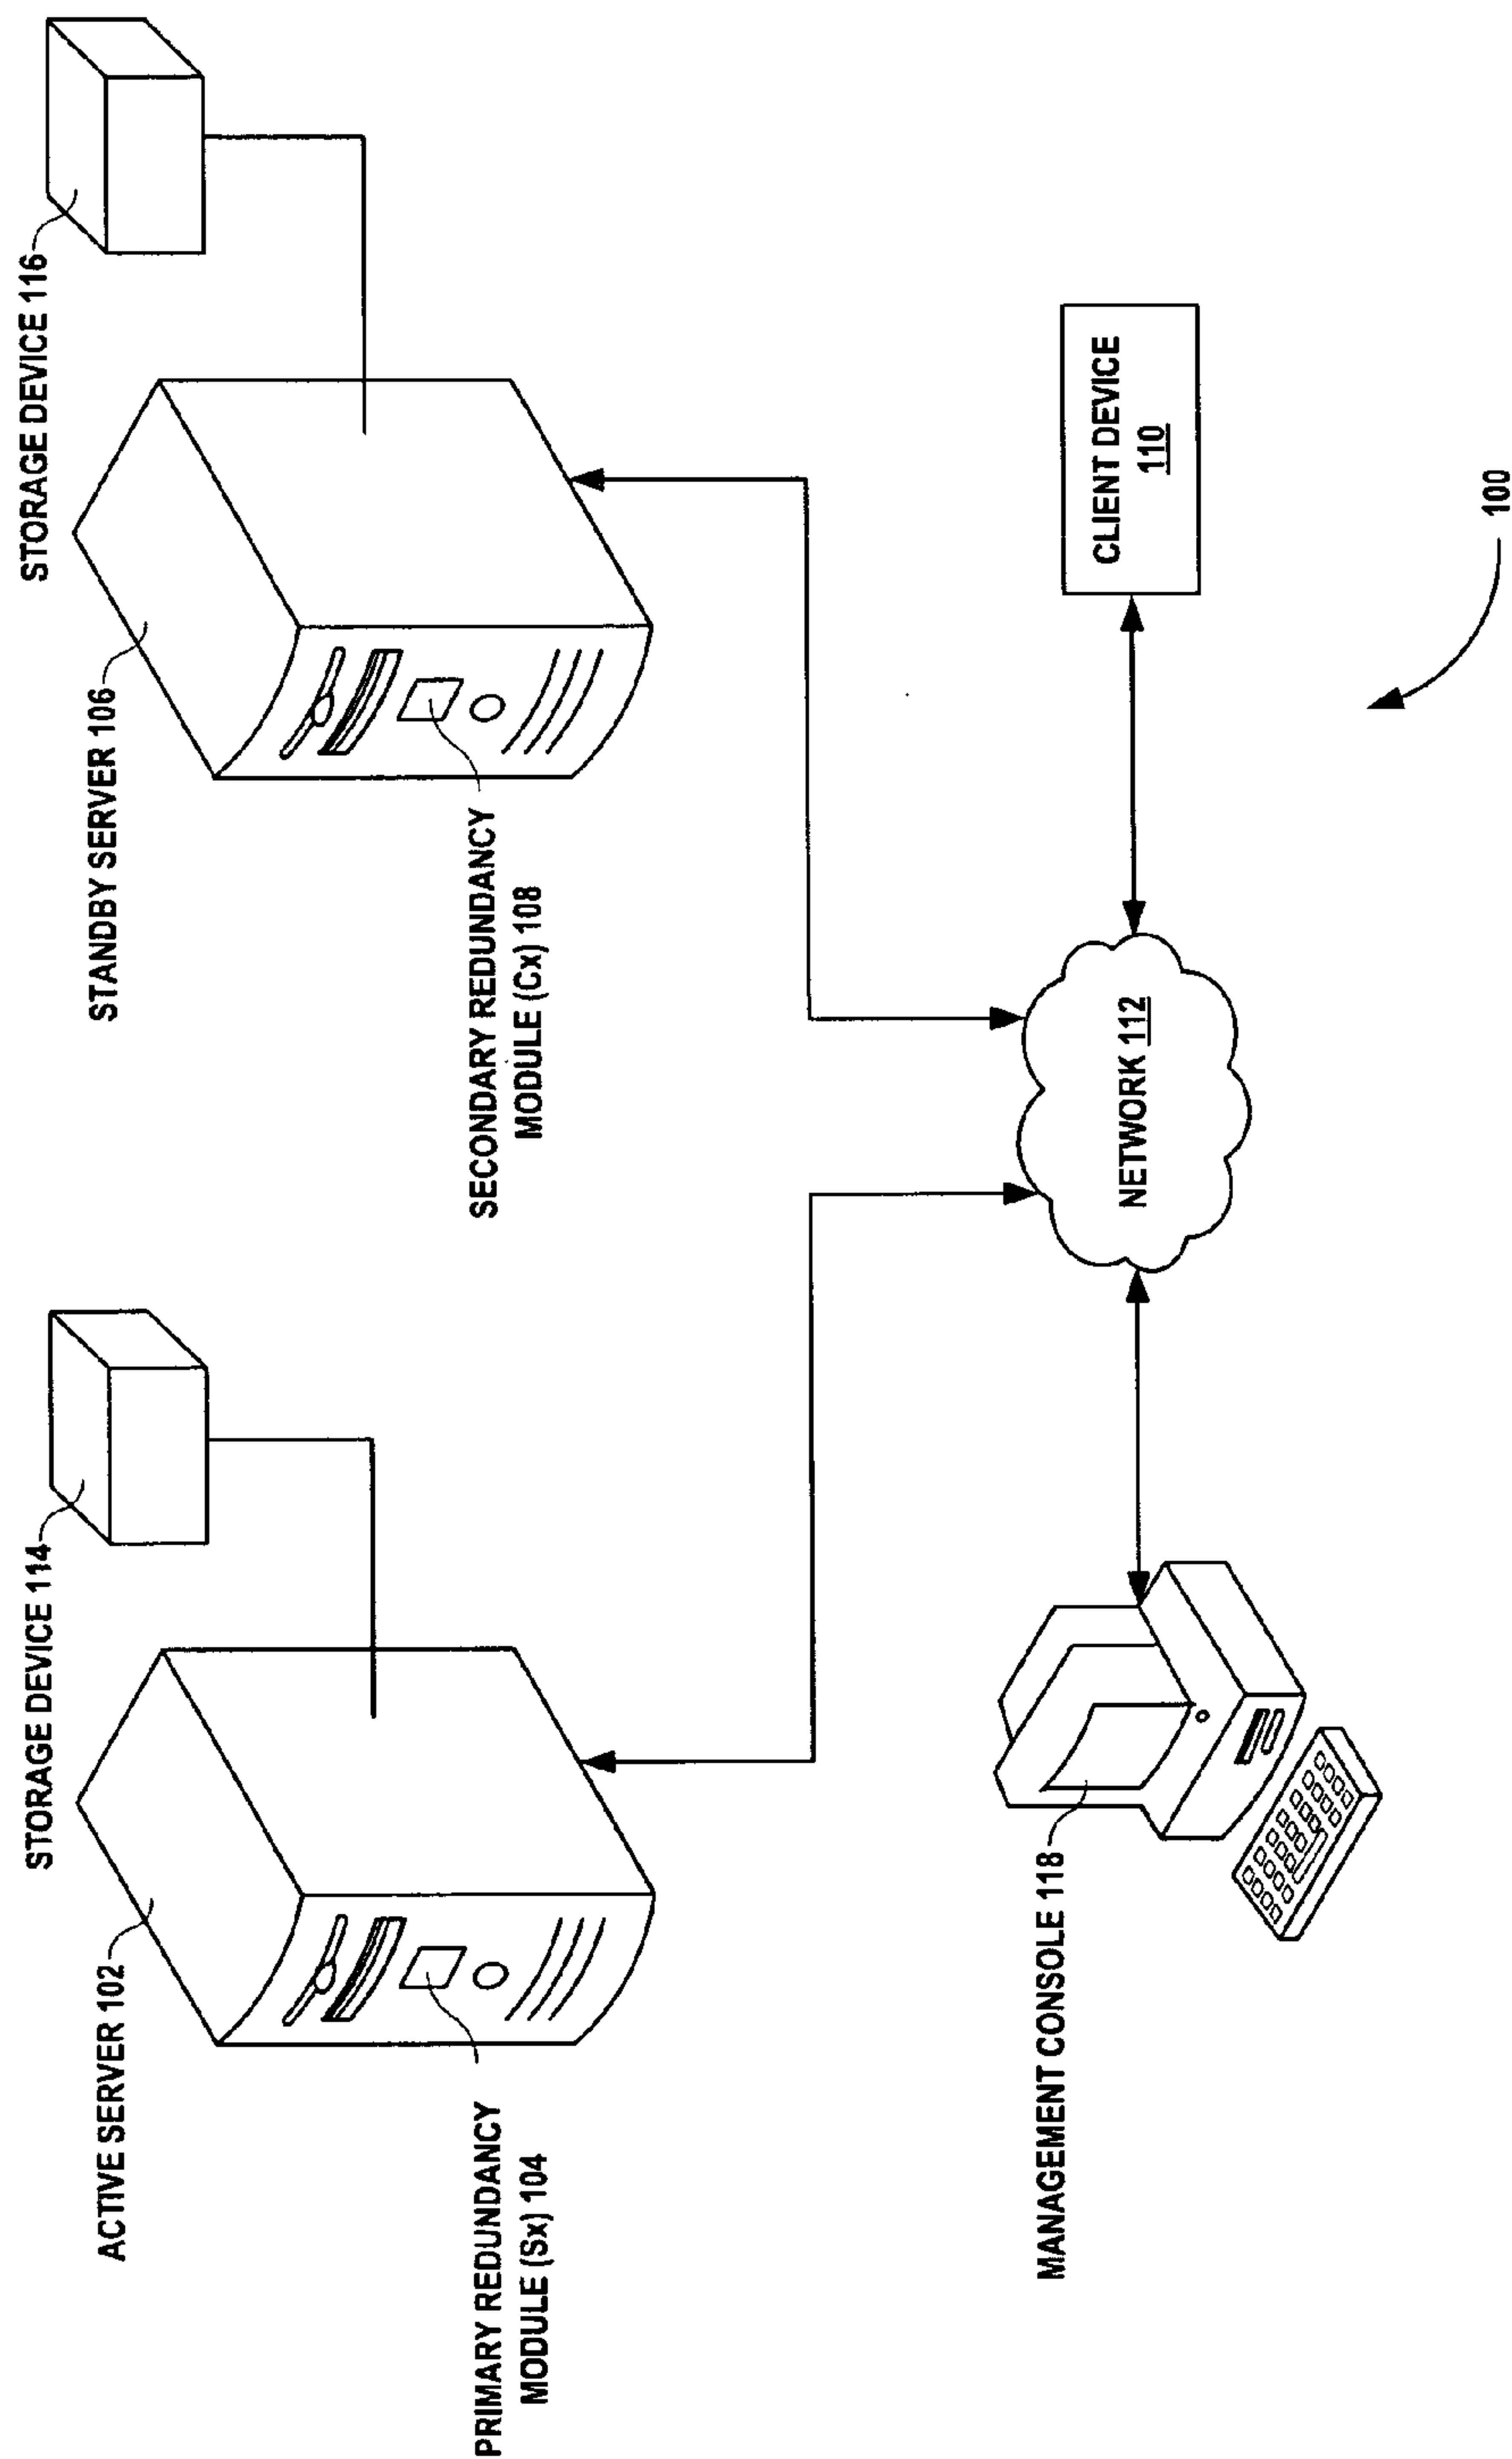 STORAGE DEVICE 114
STORAGE DEVICE 116
ACTIVE SERVER 102
STANDBY SERVER 106
PRIMARY REDUNDANCY
MODULE (Sx) 104
SECONDARY REDUNDANCY
MODULE (Cx) 108
MANAGEMENT CONSOLE 118
NETWORK 112
CLIENT DEVICE
110
100